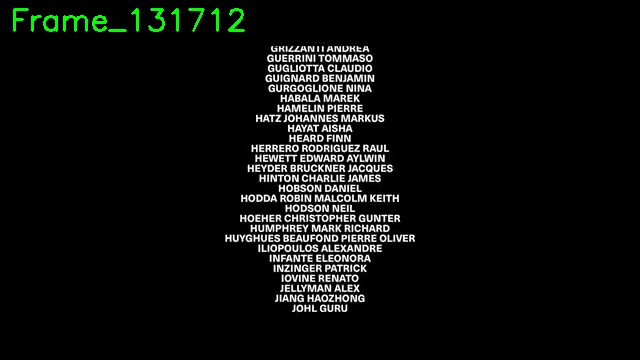 Frame_131712
GRIZZANTI ANDREA
GUERRINI TOMMASO
GUGLIOTTA CLAUDIO
GUIGNARD BENJAMIN
GURGOGLIONE NINA
HABALA MAREK
HAMELIN PIERRE
HATZ JOHANNES MARKUS
HAYAT AISHA
HEARD FINN
HERRERO RODRIGUEZ RAUL
HEWETT EDWARD AYLWIN
HEYDER BRUCKNER JACQUES
HINTON CHARLIE JAMES
HOBSON DANIEL
HODDA ROBIN MALCOLM KEITH
HODSON NEIL
HOEHER CHRISTOPHER GUNTER
HUMPHREY MARK RICHARD
HUYGHUES BEAUFOND PIERRE OLIVER
ILIOPOULOS ALEXANDRE
INFANTE ELEONORA
INZINGER PATRICK
IOVINE RENATO
JELLYMAN ALEX
JIANG HAOZHONG
JOHL GURU